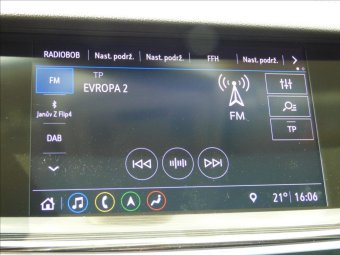 RADIOBOB Nast. podrž. Nast. podrž. FFH Nast. podrž.
FM
TP
EVROPA 2
FM
Janův Z Flip4
DAB
TP
21° 16:06